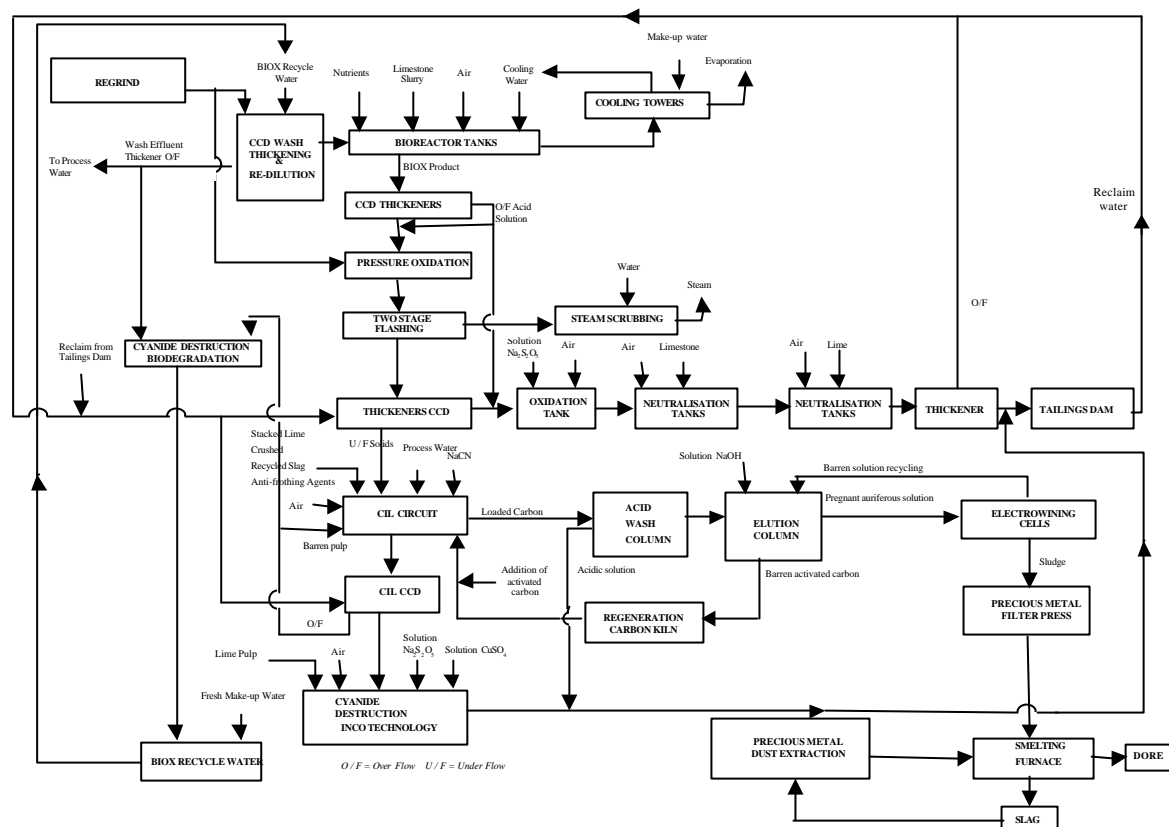 Make-up water
REGRIND
BIOX Recycle
Water
Nutrients
Limestone
Slurry
Air
Cooling
Water
Evaporation
COOLING TOWERS
CCD WASH
THICKENING
&
RE-DILUTION
BIOREACTOR TANKS
Wash Effluent
Thickener O/F
To Process
Water
BIOX Product
CCD THICKENERS
O/F Acid
Solution
Reclaim
water
PRESSURE OXIDATION
Water
Steam
TWO STAGE
FLASHING
STEAM SCRUBBING
O/F
CYANIDE DESTRUCTION
BIODEGRADATION
Reclaim from
Tailings Dam
Solution
Na2S2O5
Air
Air
Limestone
Air
Lime
THICKENERS CCD
OXIDATION
TANK
NEUTRALISATION
TANKS
NEUTRALISATION
TANKS
THICKENER
TAILINGS DAM
Stacked Lime
Crushed
Recycled Slag
Anti-frothing Agents
U / F Solids
Process Water
NaCN
Solution NaOH
Barren solution recycling
Air
CIL CIRCUIT
Loaded Carbon
ACID
WASH
COLUMN
ELUTION
COLUMN
Pregnant auriferous solution
ELECTROWINING
CELLS
Barren pulp
Sludge
Addition of
activated
carbon
Acidic solution
Barren activated carbon
CIL CCD
O/F
REGENERATION
CARBON KILN
PRECIOUS METAL
FILTER PRESS
Lime Pulp
Air
Solution
Na2S2O5
Solution CuSO4
Fresh Make-up Water
CYANIDE
DESTRUCTION
INCO TECHNOLOGY
BIOX RECYCLE WATER
O / F = Over Flow U / F = Under Flow
PRECIOUS METAL
DUST EXTRACTION
SMELTING
FURNACE
DORE
SLAG